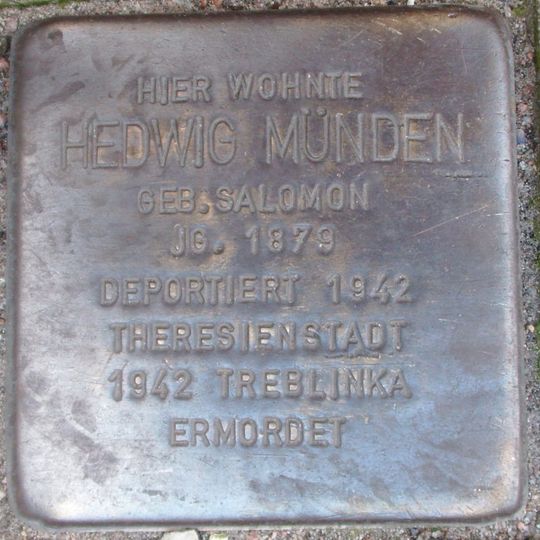 HIER WOHNTE
HEDWIG MÜNDEN
GEB. SALOMON
JG. 1879
DEPORTIERT 1942
THERESIENSTADT
1942 TREBLINKA
ERMORDET